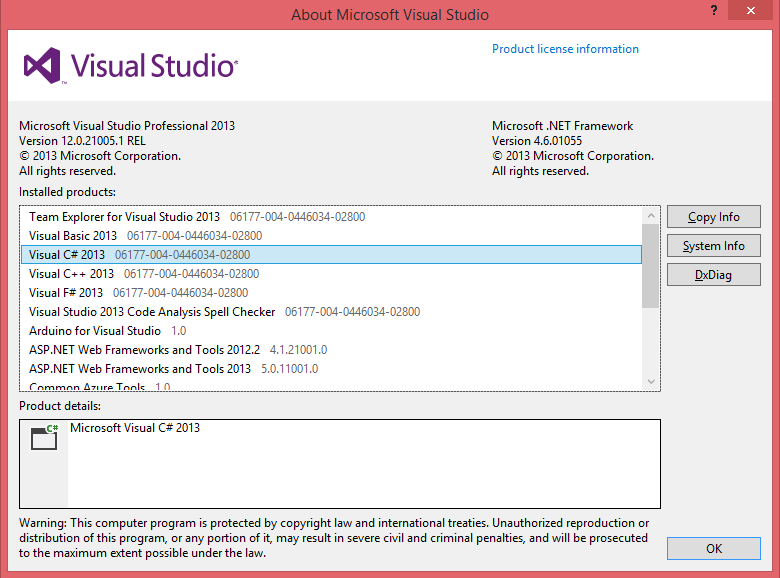 About Microsoft Visual Studio
? ×
Visual Studio
Product license information
Microsoft Visual Studio Professional 2013
Version 12.0.21005.1 REL
© 2013 Microsoft Corporation.
All rights reserved.
Microsoft .NET Framework
Version 4.6.01055
© 2013 Microsoft Corporation.
All rights reserved.
Installed products:
Team Explorer for Visual Studio 2013 06177-004-0446034-02800
Visual Basic 2013 06177-004-0446034-02800
Visual C# 2013 06177-004-0446034-02800
Visual C++ 2013 06177-004-0446034-02800
Visual F# 2013 06177-004-0446034-02800
Visual Studio 2013 Code Analysis Spell Checker 06177-004-0446034-02800
Arduino for Visual Studio 1.0
ASP.NET Web Frameworks and Tools 2012.2 4.1.21001.0
ASP.NET Web Frameworks and Tools 2013 5.0.11001.0
Common Azure Tools 1.0
Copy Info
System Info
DxDiag
Product details:
C#
Microsoft Visual C# 2013
Warning: This computer program is protected by copyright law and international treaties. Unauthorized reproduction or
distribution of this program, or any portion of it, may result in severe civil and criminal penalties, and will be prosecuted
to the maximum extent possible under the law.
OK